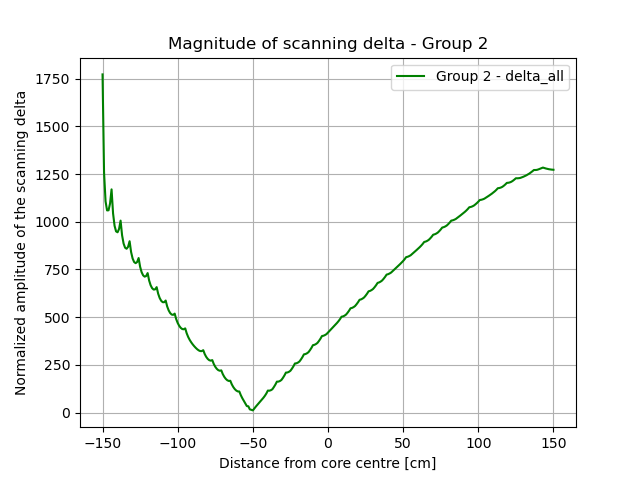 Magnitude of scanning delta - Group 2
Group 2 - delta_all
Normalized amplitude of the scanning delta
1750
1500
1250
1000
750
500
250
0
−150 −100 −50 0 50 100 150
Distance from core centre [cm]